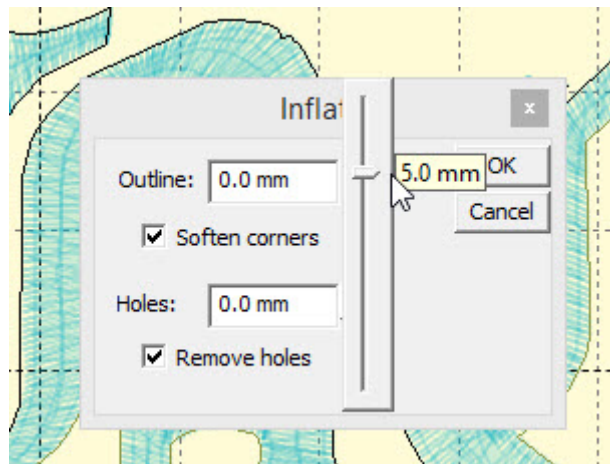 Inflat
x
Outline: 0.0 mm
5.0 mm
OK
Soften corners
Cancel
Holes: 0.0 mm
Remove holes